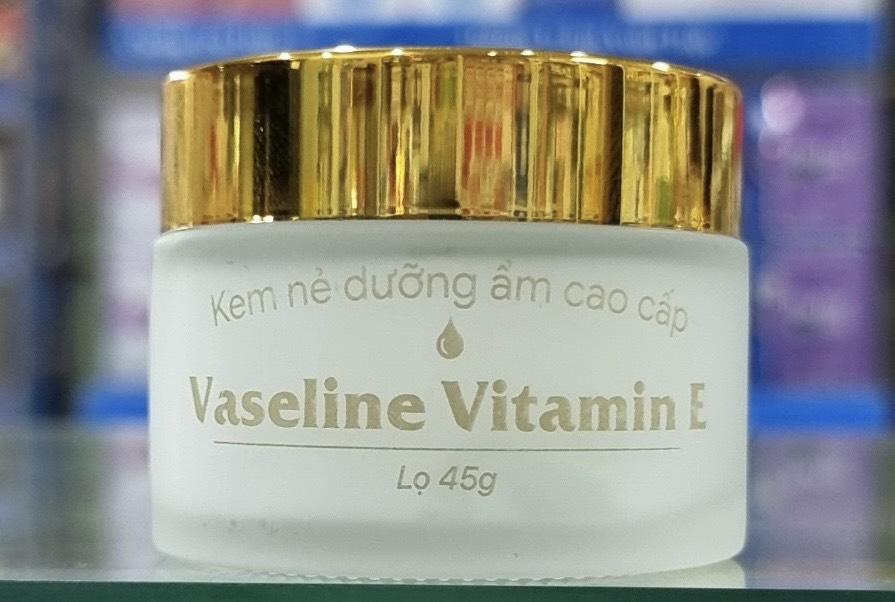 Kem nẻ dưỡng ẩm cao cấp
Vaseline Vitamin E
Lọ 45g